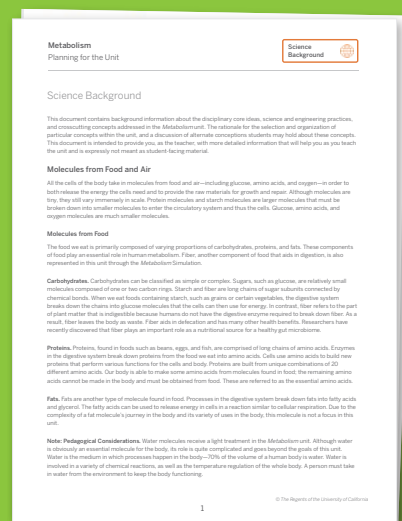 Metabolism
Planning for the Unit
Science
Background
Science Background
This document contains background information about the disciplinary core ideas, science and engineering practices,
and crosscutting concepts addressed in the Metabolism unit. The rationale for the selection and organization of
particular concepts within the unit, and a discussion of alternate conceptions students may hold about these concepts.
This document is intended to provide you, as the teacher, with more detailed information that will help you as you teach
the unit and is expressly not meant as student-facing material.
Molecules from Food and Air
All the cells of the body take in molecules from food and air—including glucose, amino acids, and oxygen—in order to
both release the energy the cells need and to provide the raw materials for growth and repair. Although molecules are
tiny, they still vary immensely in scale. Protein molecules and starch molecules are larger molecules that must be
broken down into smaller molecules to enter the circulatory system and thus the cells. Glucose, amino acids, and
oxygen molecules are much smaller molecules.
Molecules from Food
The food we eat is primarily composed of varying proportions of carbohydrates, proteins, and fats. These components
of food play an essential role in human metabolism. Fiber, another component of food that aids in digestion, is also
represented in this unit through the Metabolism Simulation.
Carbohydrates. Carbohydrates can be classified as simple or complex. Sugars, such as glucose, are relatively small
molecules composed of one or two carbon rings. Starch and fiber are long chains of sugar subunits connected by
chemical bonds. When we eat foods containing starch, such as grains or certain vegetables, the digestive system
breaks down the chains into glucose molecules that the cells can then use for energy. In contrast, fiber refers to the part
of plant matter that is indigestible because humans do not have the digestive enzyme required to break down fiber. As a
result, fiber leaves the body as waste. Fiber aids in defecation and has many other health benefits. Researchers have
recently discovered that fiber plays an important role as a nutritional source for a healthy gut microbiome.
Proteins. Proteins, found in foods such as beans, eggs, and fish, are comprised of long chains of amino acids. Enzymes
in the digestive system break down proteins from the food we eat into amino acids. Cells use amino acids to build new
proteins that perform various functions for the cells and body. Proteins are built from unique combinations of 20
different amino acids. Our body is able to make some amino acids from molecules found in food; the remaining amino
acids cannot be made in the body and must be obtained from food. These are referred to as the essential amino acids.
Fats. Fats are another type of molecule found in food. Processes in the digestive system break down fats into fatty acids
and glycerol. The fatty acids can be used to release energy in cells in a reaction similar to cellular respiration. Due to the
complexity of a fat molecule's journey in the body and its variety of uses in the body, this molecule is not a focus in this
unit.
Note: Pedagogical Considerations. Water molecules receive a light treatment in the Metabolism unit. Although water
is obviously an essential molecule for the body, its role is quite complicated and goes beyond the goals of this unit.
Water is the medium in which processes happen in the body—70% of the volume of a human body is water. Water is
involved in a variety of chemical reactions, as well as the temperature regulation of the whole body. A person must take
in water from the environment to keep the body functioning.
© The Regents of the University of California
1